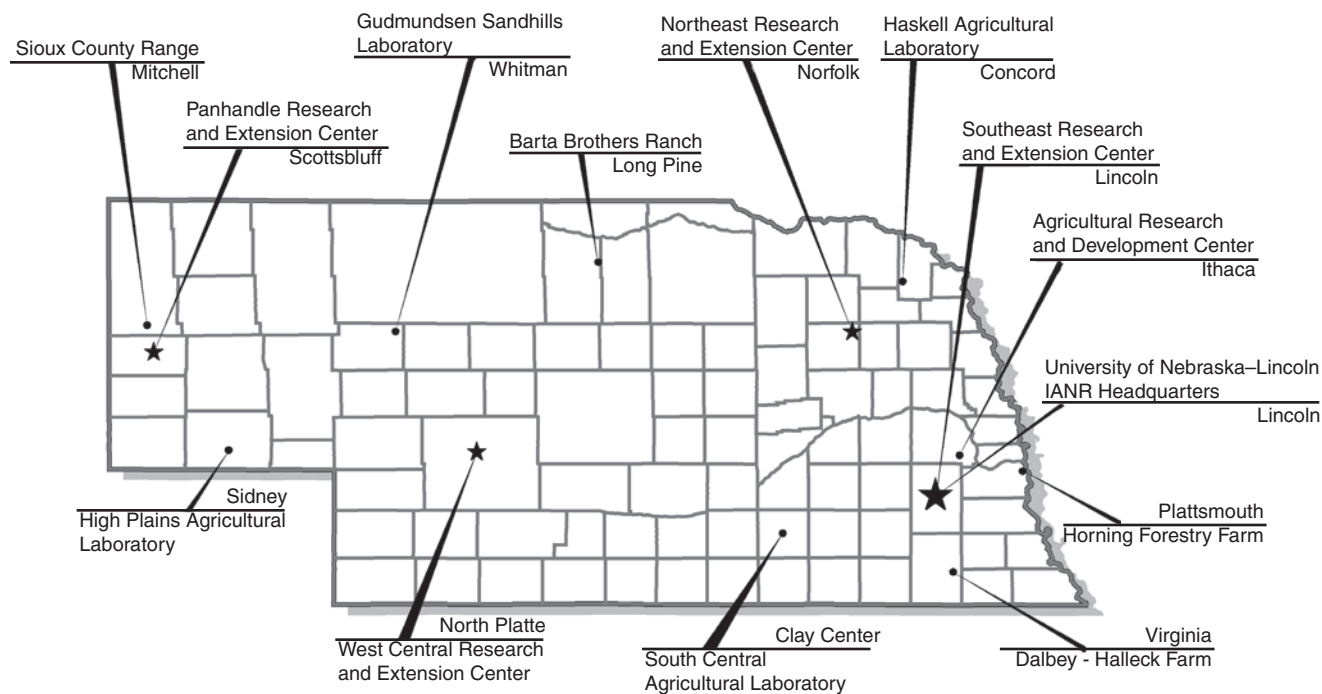 Sioux County Range
Mitchell
Gudmundsen Sandhills
Laboratory
Whitman
Northeast Research
and Extension Center
Norfolk
Haskell Agricultural
Laboratory
Concord
Panhandle Research
and Extension Center
Scottsbluff
Barta Brothers Ranch
Long Pine
Southeast Research
and Extension Center
Lincoln
Agricultural Research
and Development Center
Ithaca
University of Nebraska–Lincoln
IANR Headquarters
Lincoln
Sidney
High Plains Agricultural
Laboratory
Plattsmouth
Horning Forestry Farm
North Platte
West Central Research
and Extension Center
Clay Center
South Central
Agricultural Laboratory
Virginia
Dalbey - Halleck Farm